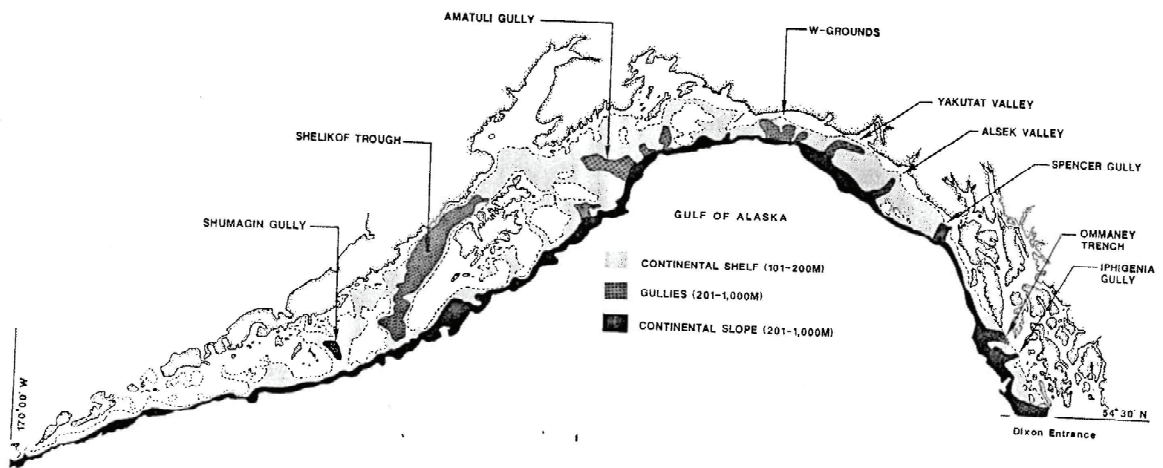 AMATULI GULLY
W-GROUNDS
YAKUTAT VALLEY
ALSEK VALLEY
SHELIKOF TROUGH
SPENCER GULLY
SHUMAGIN GULLY
GULF OF ALASKA
OMMANEY
TRENCH
IPHIGENIA
GULLY
CONTINENTAL SHELF (101-200M)
GULLIES (201-1,000M)
CONTINENTAL SLOPE (201-1,000M)
170°00' W
54°30' N
Dixon Entrance